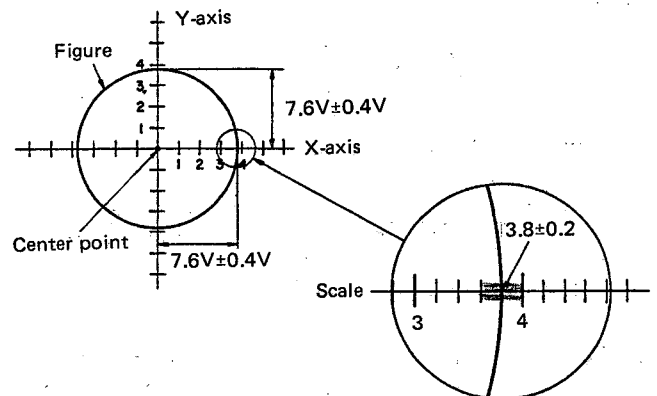 Y-axis
Figure
4
3
2
1
7.6V±0.4V
X-axis
1 2 3 4
Center point
7.6V±0.4V
3.8±0.2
Scale
3 4